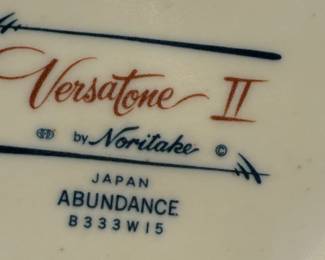 Versatone II
by Noritake ©
JAPAN
ABUNDANCE
B333W15